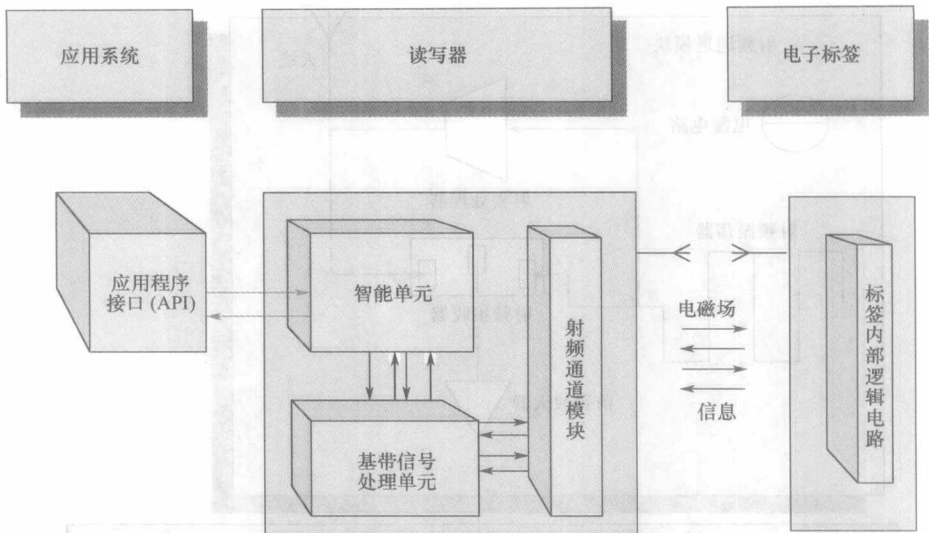 应用系统
读写器
电子标签
应用程序
接口 (API)
智能单元
基带信号
处理单元
射频通道模块
电磁场
信息
标签内部逻辑电路